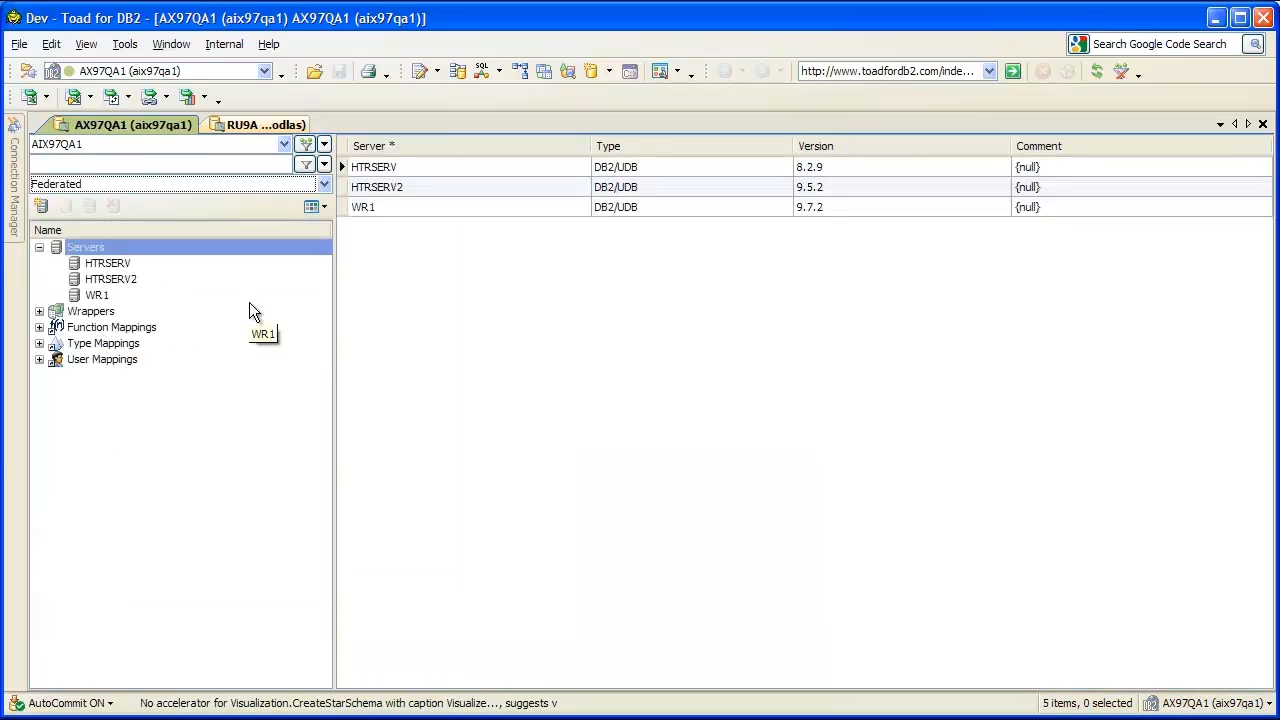 Dev - Toad for DB2 - [AX97QA1 (aix97qa1) AX97QA1 (aix97qa1)]
File Edit View Tools Window Internal Help
Search Google Code Search
AX97QA1 (aix97qa1)
SQL
http://www.toadfordb2.com/inde...
AX97QA1 (aix97qa1)
RU9A ...odlas)
Connection Manager
AIX97QA1
Federated
Name
Servers
HTRSERV
HTRSERV2
WR1
Wrappers
Function Mappings
Type Mappings
User Mappings
WR1
Server * Type Version Comment
HTRSERV DB2/UDB 8.2.9 {null}
HTRSERV2 DB2/UDB 9.5.2 {null}
WR1 DB2/UDB 9.7.2 {null}
AutoCommit ON No accelerator for Visualization.CreateStarSchema with caption Visualize..., suggests v 5 items, 0 selected AX97QA1 (aix97qa1)